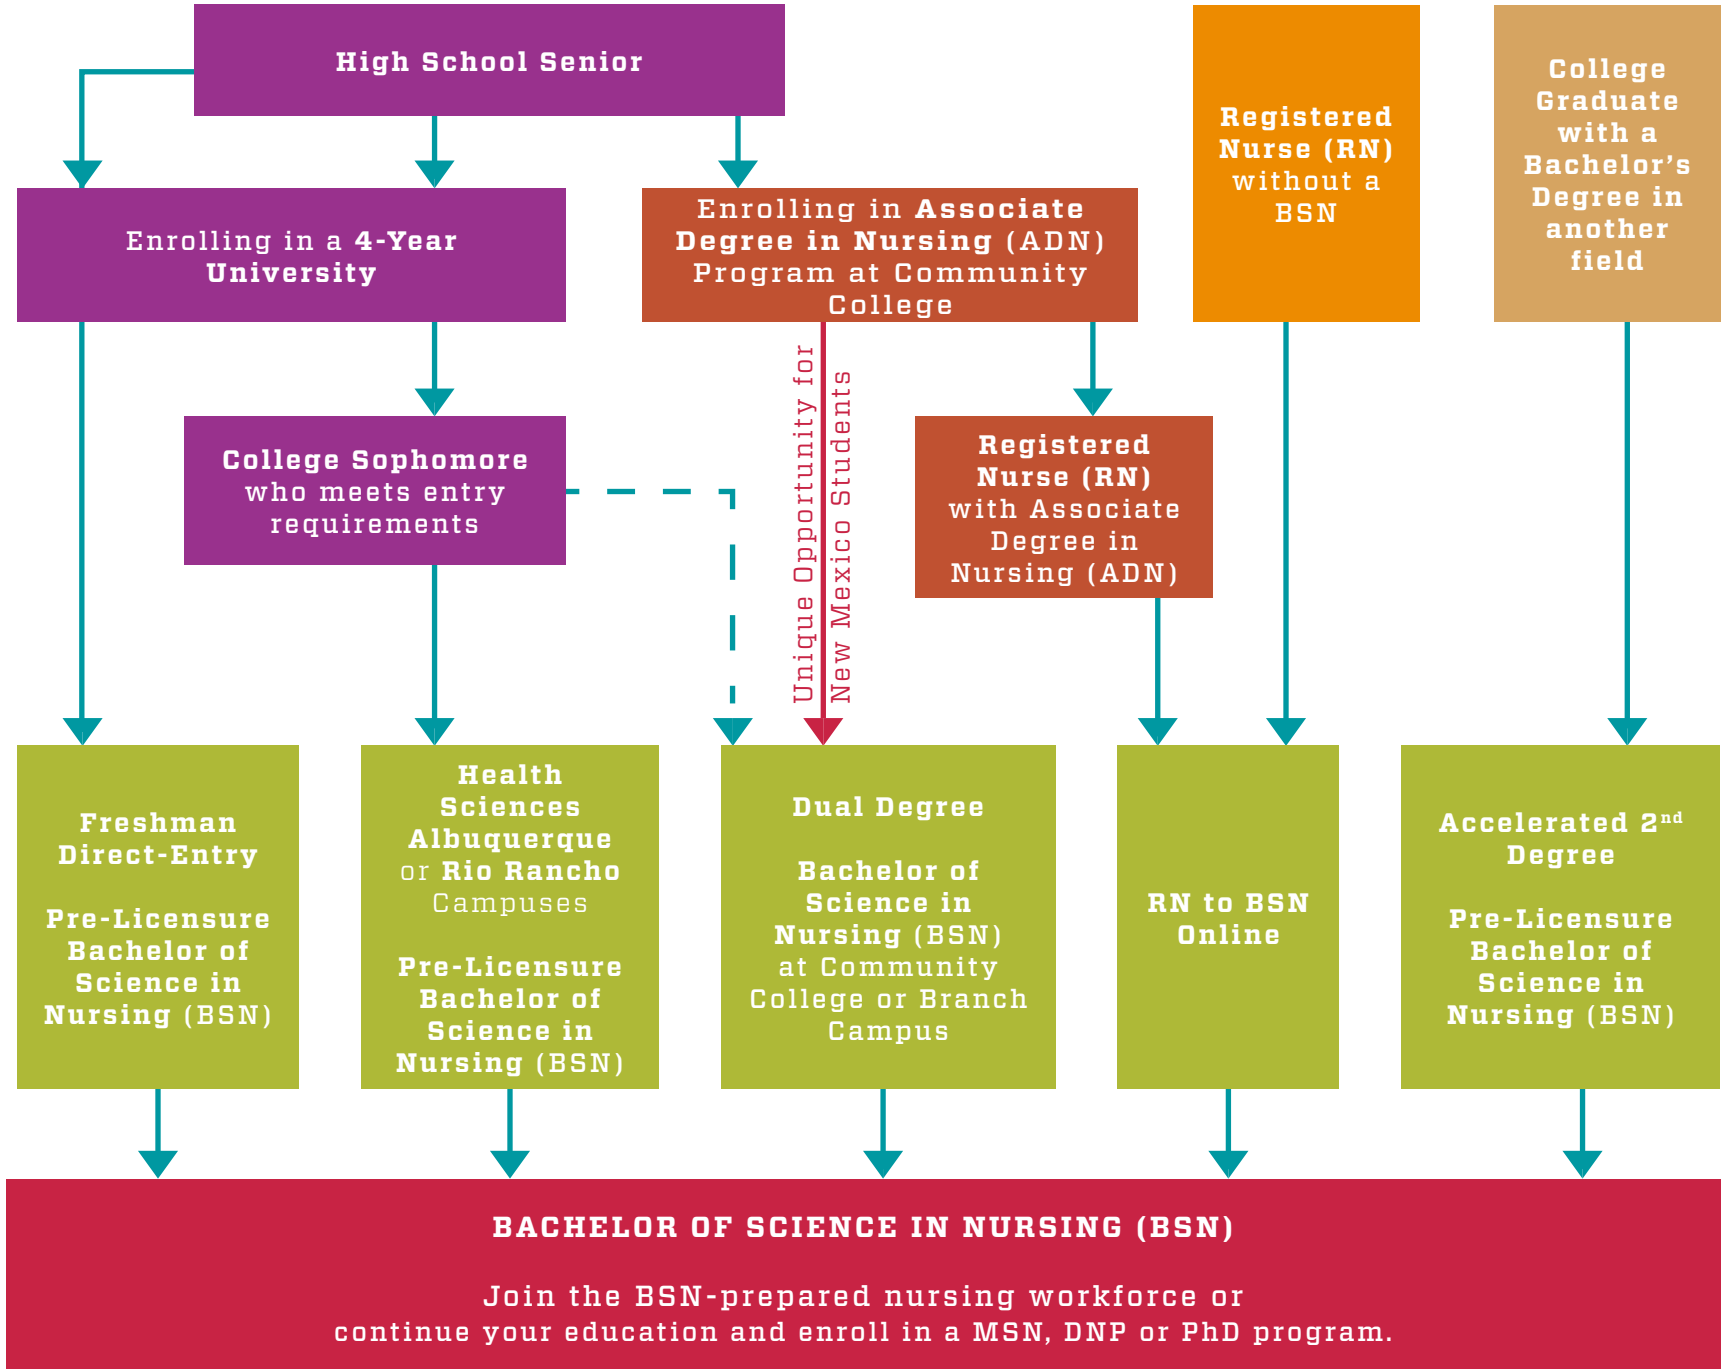 High School Senior
Registered
Nurse (RN)
without a
BSN
College
Graduate
with a
Bachelor’s
Degree in
another
field
Enrolling in a 4-Year
University
Enrolling in Associate
Degree in Nursing (ADN)
Program at Community
College
College Sophomore
who meets entry
requirements
Unique Opportunity for
New Mexico Students
Registered
Nurse (RN)
with Associate
Degree in
Nursing (ADN)
Freshman
Direct-Entry
Pre-Licensure
Bachelor of
Science in
Nursing (BSN)
Health
Sciences
Albuquerque
or Rio Rancho
Campuses
Pre-Licensure
Bachelor of
Science in
Nursing (BSN)
Dual Degree
Bachelor of
Science in
Nursing (BSN)
at Community
College or Branch
Campus
RN to BSN
Online
Accelerated 2nd
Degree
Pre-Licensure
Bachelor of
Science in
Nursing (BSN)
BACHELOR OF SCIENCE IN NURSING (BSN)
Join the BSN-prepared nursing workforce or
continue your education and enroll in a MSN, DNP or PhD program.